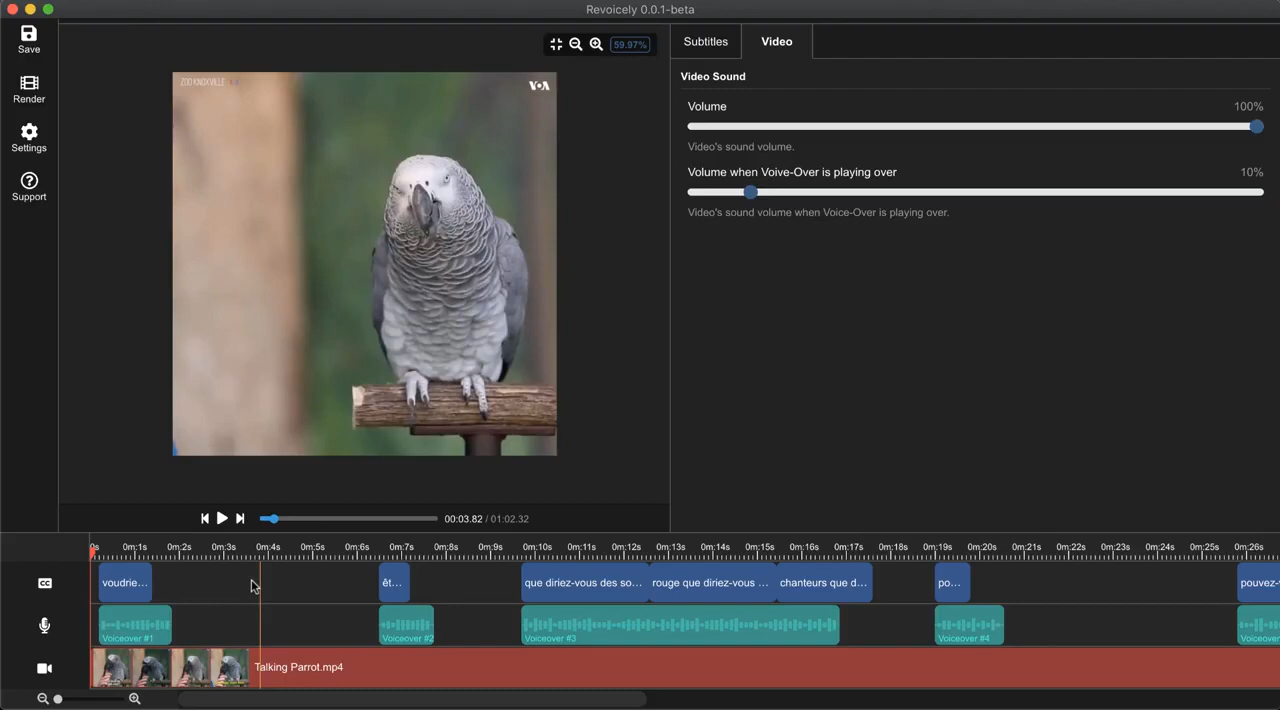 Revoicely 0.0.1-beta
Save
Render
Settings
Support
59.97%
ZOO KNOXVILLE
VOA
00:03.82 / 01:02.32
Subtitles
Video
Video Sound
Volume
100%
Video's sound volume.
Volume when Voive-Over is playing over
10%
Video's sound volume when Voice-Over is playing over.
0m:1s 0m:2s 0m:3s 0m:4s 0m:5s 0m:6s 0m:7s 0m:8s 0m:9s 0m:10s 0m:11s 0m:12s 0m:13s 0m:14s 0m:15s 0m:16s 0m:17s 0m:18s 0m:19s 0m:20s 0m:21s 0m:22s 0m:23s 0m:24s 0m:25s 0m:26s
CC
voudrie... êt... que diriez-vous des so... rouge que diriez-vous ... chanteurs que d... po... pouvez-
Voiceover #1 Voiceover #2 Voiceover #3 Voiceover #4 Voiceove
Talking Parrot.mp4